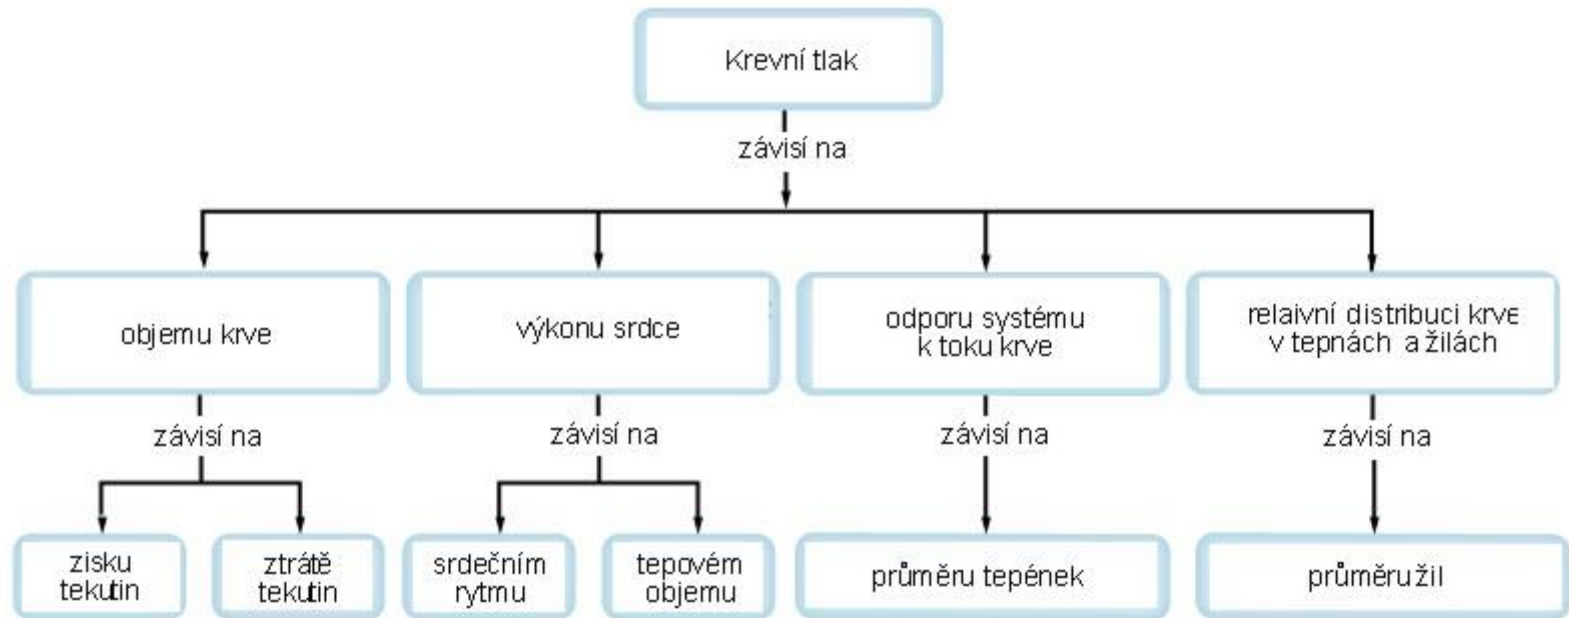 Krevní tlak
závisí na
objemu krve
výkonu srdce
odporu systému
k toku krve
relaivní distribuci krve
v tepnách a žilách
závisí na
závisí na
závisí na
závisí na
zisku
tekutin
ztrátě
tekutin
srdečním
rytmu
tepovém
objemu
průměru tepének
průměru žil